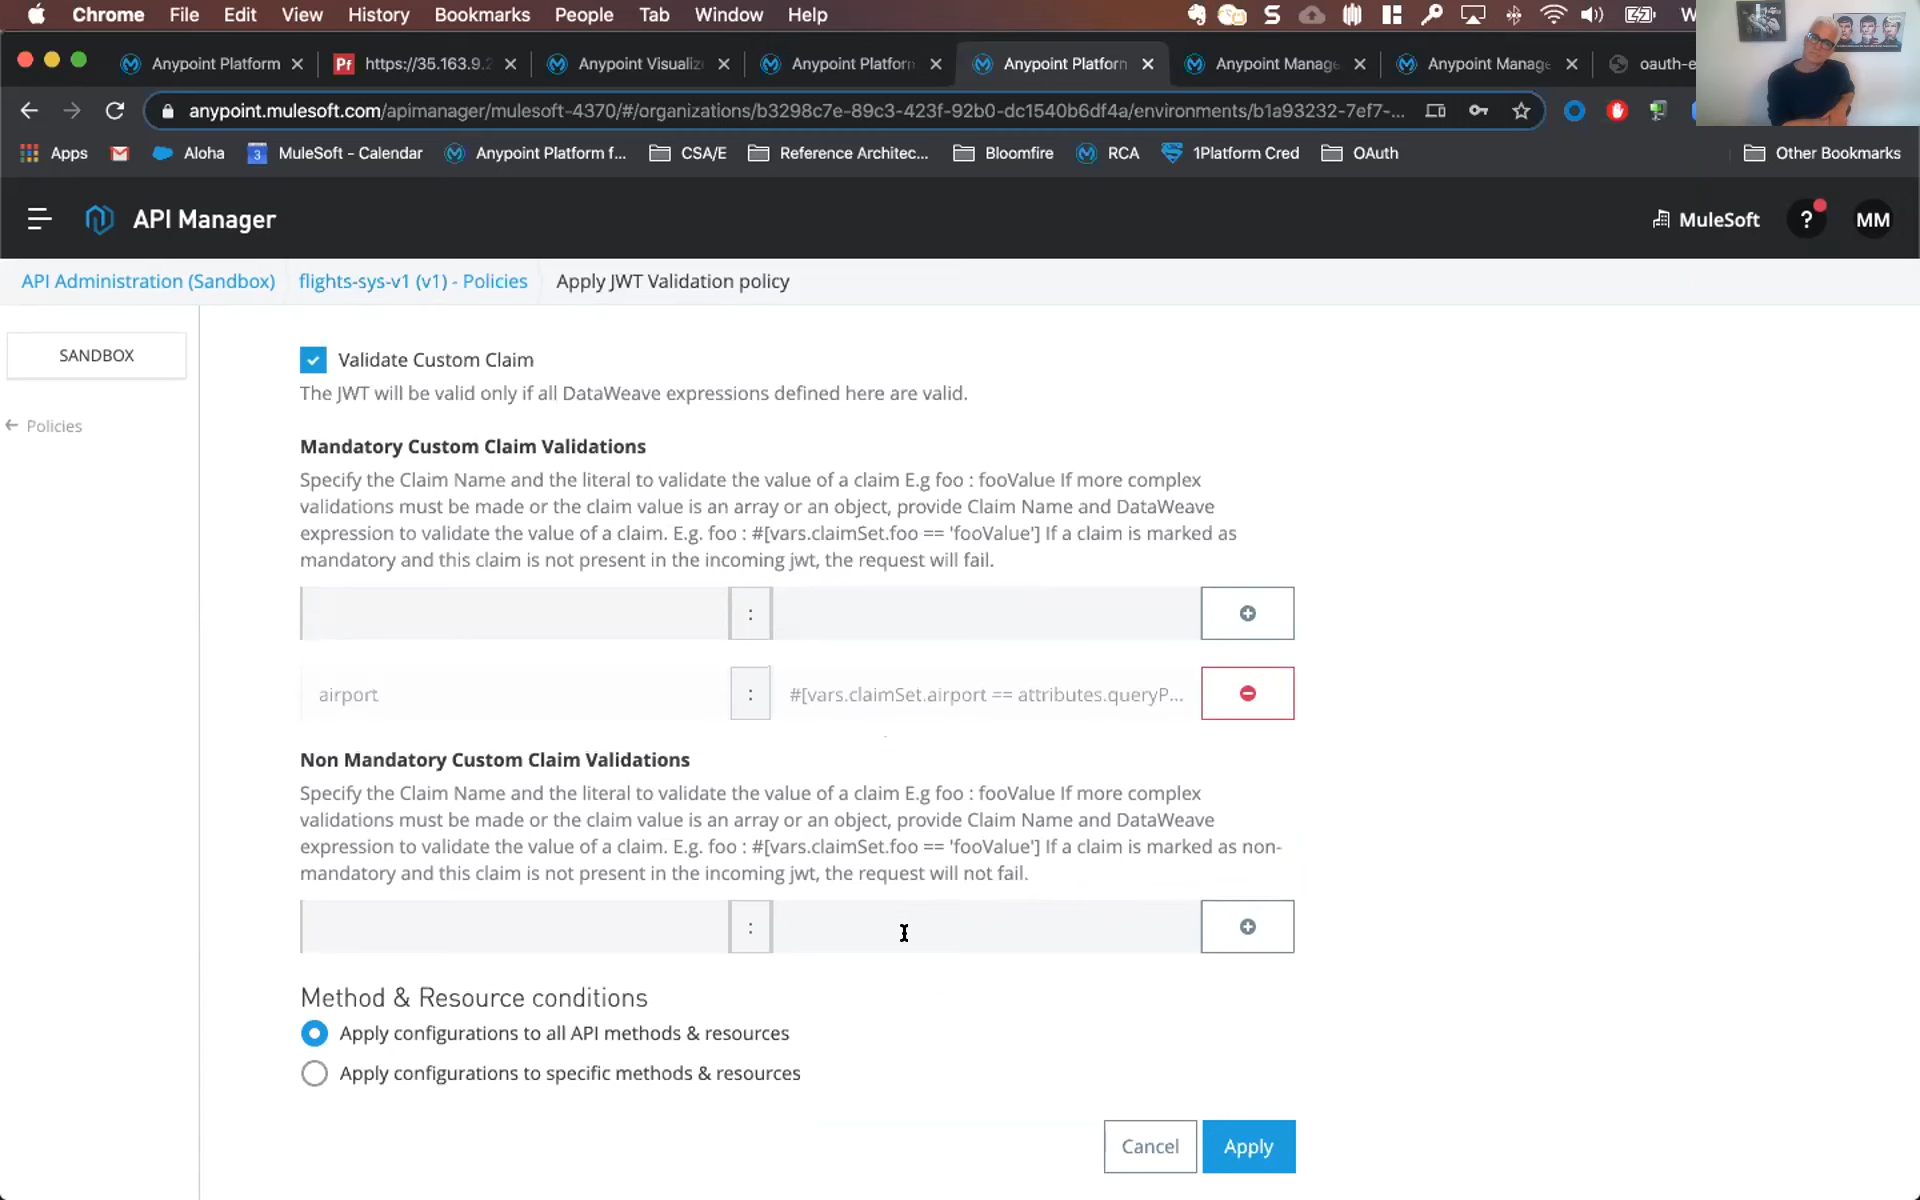 Chrome File Edit View History Bookmarks People Tab Window Help
Anypoint Platform
https://35.163.9.2
Anypoint Visualiz
Anypoint Platform
Anypoint Platform
Anypoint Manage
Anypoint Manage
oauth-e
anypoint.mulesoft.com/apimanager/mulesoft-4370/#/organizations/b3298c7e-89c3-423f-92b0-dc1540b6df4a/environments/b1a93232-7ef7-...
Apps
Aloha
3
MuleSoft - Calendar
Anypoint Platform f...
CSA/E
Reference Architec...
Bloomfire
RCA
1Platform Cred
OAuth
Other Bookmarks
API Manager
MuleSoft
?
MM
API Administration (Sandbox)
flights-sys-v1 (v1) - Policies
Apply JWT Validation policy
SANDBOX
Policies
Validate Custom Claim
The JWT will be valid only if all DataWeave expressions defined here are valid.
Mandatory Custom Claim Validations
Specify the Claim Name and the literal to validate the value of a claim E.g foo : fooValue If more complex
validations must be made or the claim value is an array or an object, provide Claim Name and DataWeave
expression to validate the value of a claim. E.g. foo : #[vars.claimSet.foo == 'fooValue'] If a claim is marked as
mandatory and this claim is not present in the incoming jwt, the request will fail.
:
airport : #[vars.claimSet.airport == attributes.queryP...
Non Mandatory Custom Claim Validations
Specify the Claim Name and the literal to validate the value of a claim E.g foo : fooValue If more complex
validations must be made or the claim value is an array or an object, provide Claim Name and DataWeave
expression to validate the value of a claim. E.g. foo : #[vars.claimSet.foo == 'fooValue'] If a claim is marked as non-
mandatory and this claim is not present in the incoming jwt, the request will not fail.
:
Method & Resource conditions
Apply configurations to all API methods & resources
Apply configurations to specific methods & resources
Cancel
Apply